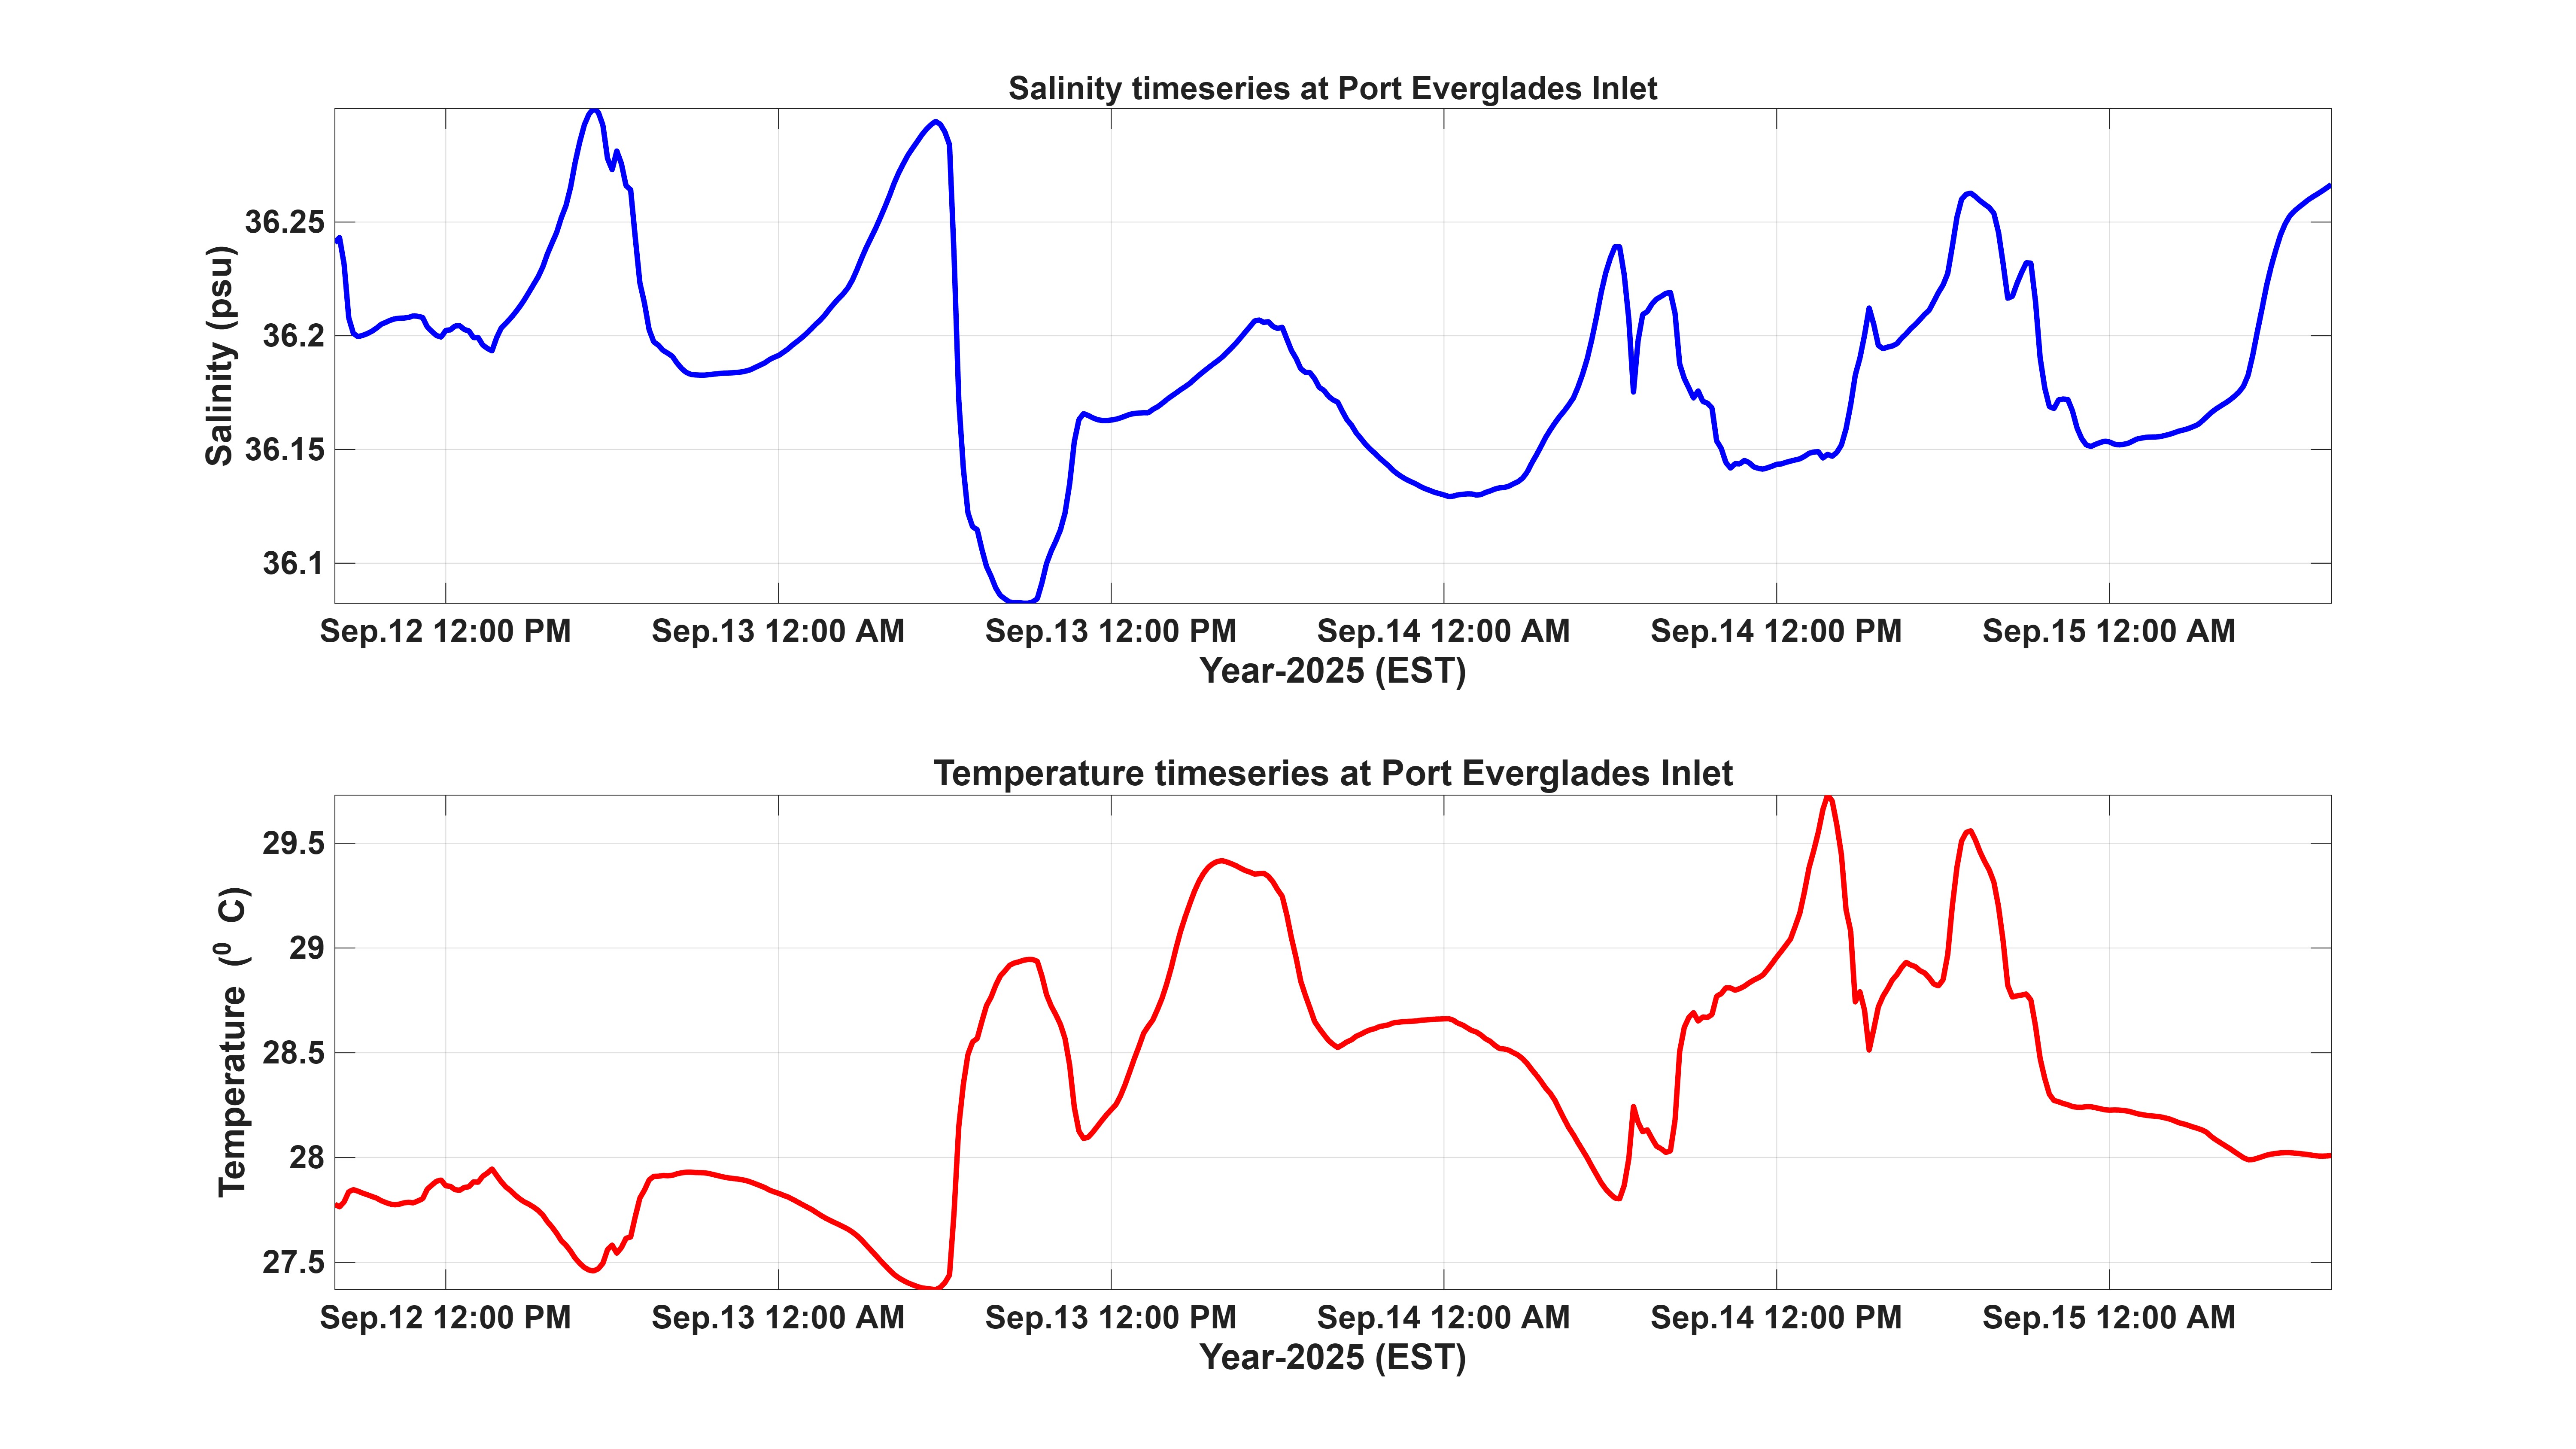 Salinity timeseries at Port Everglades Inlet
Salinity (psu)
36.25
36.2
36.15
36.1
Sep.12 12:00 PM Sep.13 12:00 AM Sep.13 12:00 PM Sep.14 12:00 AM Sep.14 12:00 PM Sep.15 12:00 AM
Year-2025 (EST)
Temperature timeseries at Port Everglades Inlet
Temperature (⁰ C)
29.5
29
28.5
28
27.5
Sep.12 12:00 PM Sep.13 12:00 AM Sep.13 12:00 PM Sep.14 12:00 AM Sep.14 12:00 PM Sep.15 12:00 AM
Year-2025 (EST)